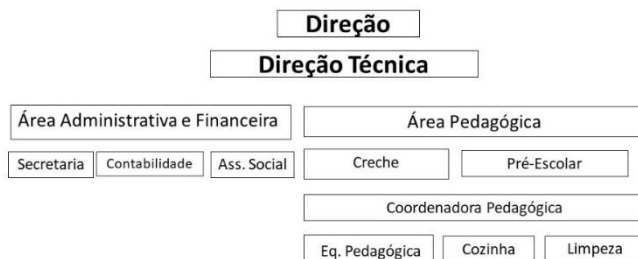 Direção
Direção Técnica
Área Administrativa e Financeira
Área Pedagógica
Secretaria
Contabilidade
Ass. Social
Creche
Pré-Escolar
Coordenadora Pedagógica
Eq. Pedagógica
Cozinha
Limpeza